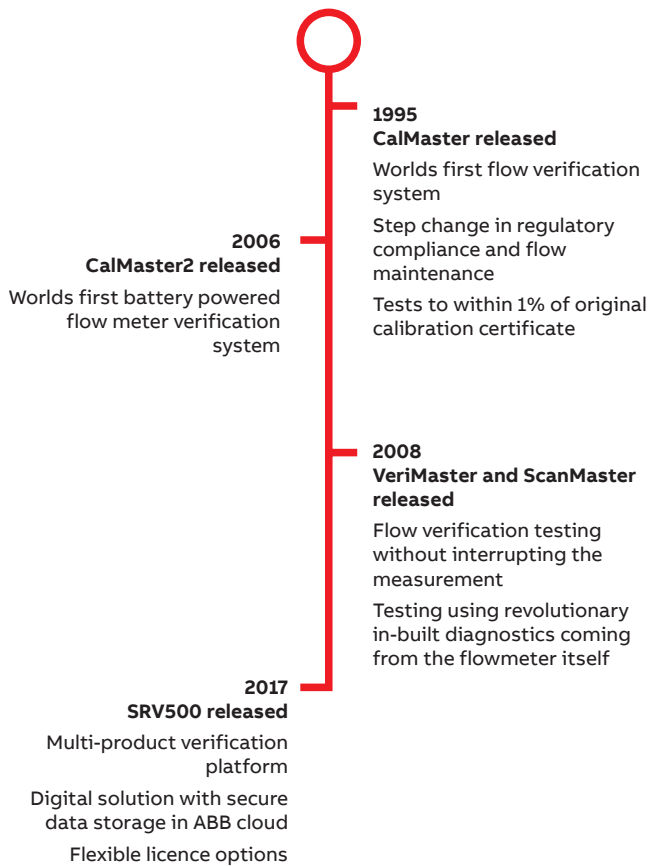 1995
CalMaster released
Worlds first flow verification
system
Step change in regulatory
compliance and flow
maintenance
Tests to within 1% of original
calibration certificate
2006
CalMaster2 released
Worlds first battery powered
flow meter verification
system
2008
VeriMaster and ScanMaster
released
Flow verification testing
without interrupting the
measurement
Testing using revolutionary
in-built diagnostics coming
from the flowmeter itself
2017
SRV500 released
Multi-product verification
platform
Digital solution with secure
data storage in ABB cloud
Flexible licence options